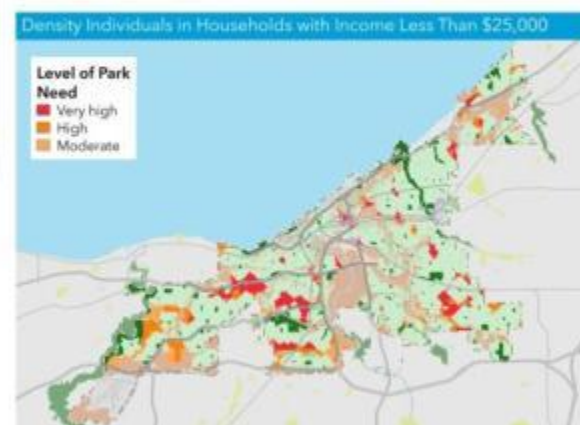 Density Individuals in Households with Income Less Than $25,000
Level of Park
Need
Very high
High
Moderate